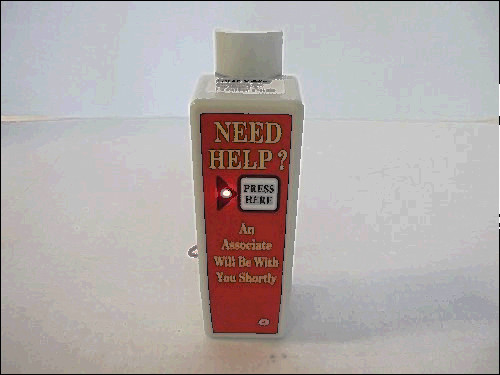 NEED
HELP?
PRESS
HERE
An
Associate
Will Be With
You Shortly